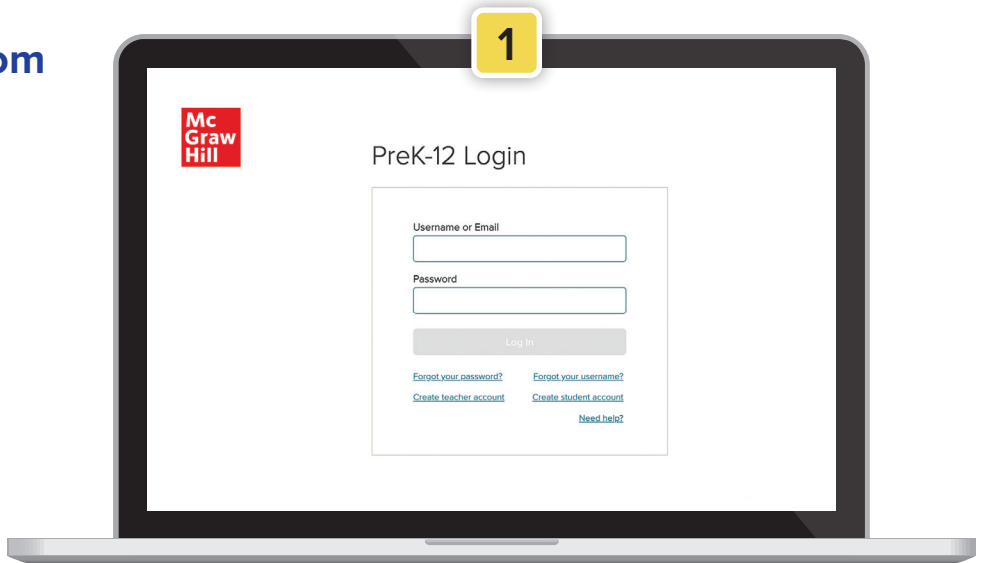 om
1
Mc
Graw
Hill
PreK-12 Login
Username or Email
Password
Log In
Forgot your password? Forgot your username?
Create teacher account Create student account
Need help?